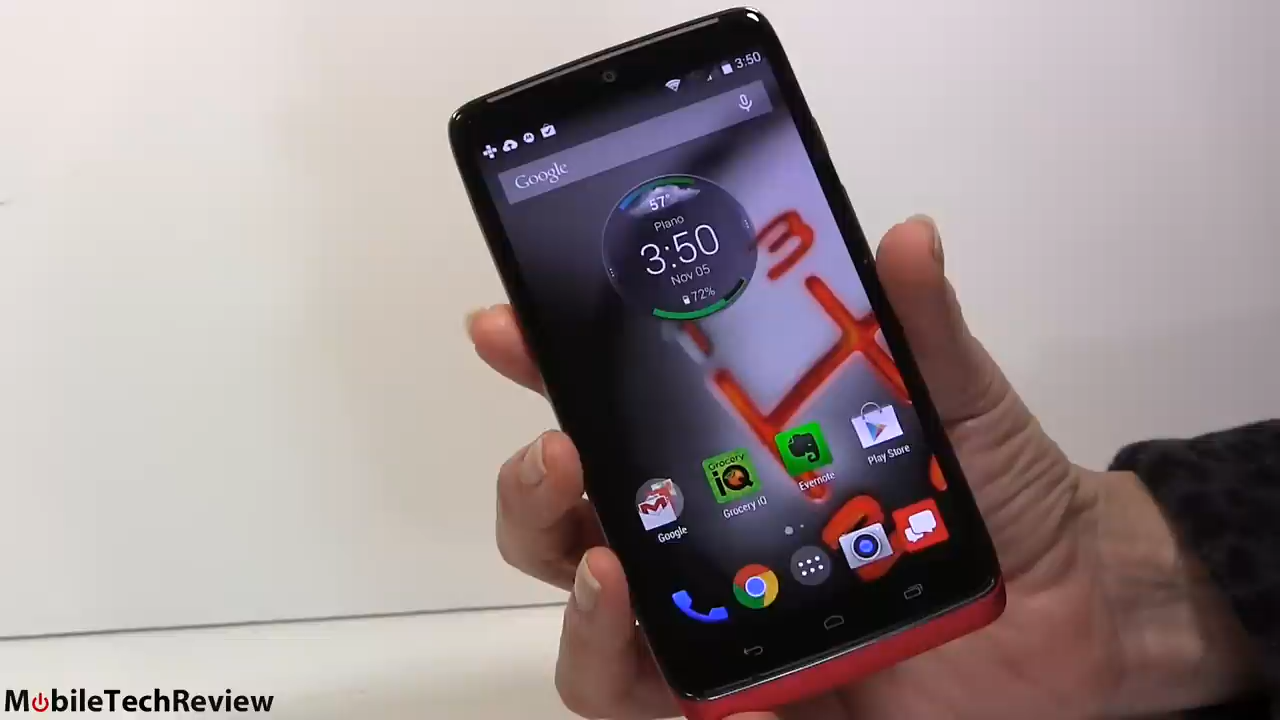 3:50
Google
57°
Plano
3:50
Nov 05
72%
3
Grocery
iQ
Google
Grocery iQ
Evernote
Play Store
MobileTechReview